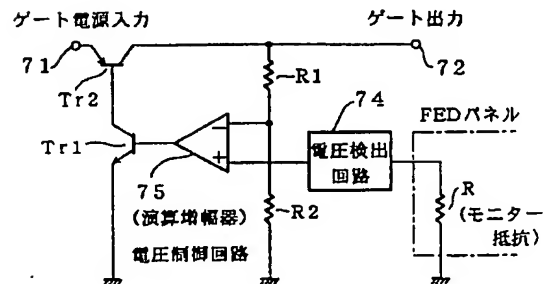 ゲート電源入力
ゲート出力
71
72
Tr2
R1
74
FEDパネル
Tr1
電圧検出
回路
75
(演算増幅器)
電圧制御回路
R2
R
(モニター
抵抗)